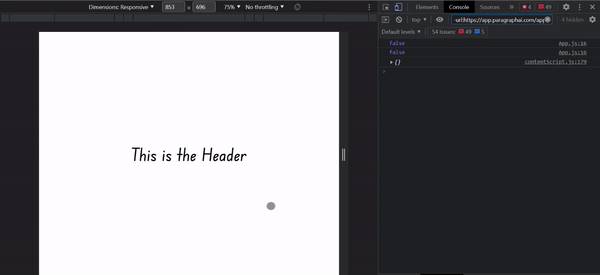 Dimensions: Responsive ▼ 853 × 696 75% ▼ No throttling ▼
Elements Console Sources » 4 49
top ▼ -url:https://app.paragraphai.com/app 4 hidden
Default levels ▼ 54 Issues: 49 5
false App.js:16
false App.js:16
▶ {} contentScript.js:179
>
This is the Header